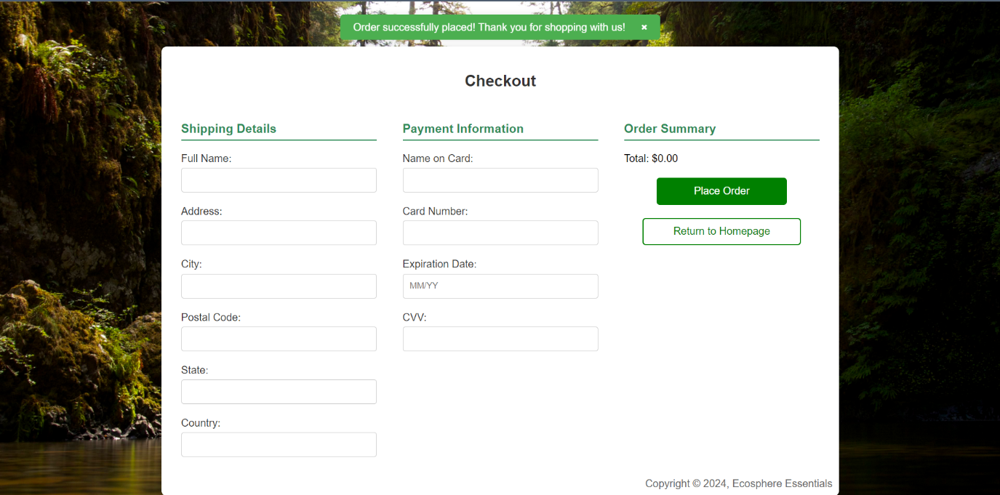 Order successfully placed! Thank you for shopping with us! ×
Checkout
Shipping Details
Full Name:
Address:
City:
Postal Code:
State:
Country:
Payment Information
Name on Card:
Card Number:
Expiration Date:
MM/YY
CVV:
Order Summary
Total: $0.00
Place Order
Return to Homepage
Copyright © 2024, Ecosphere Essentials